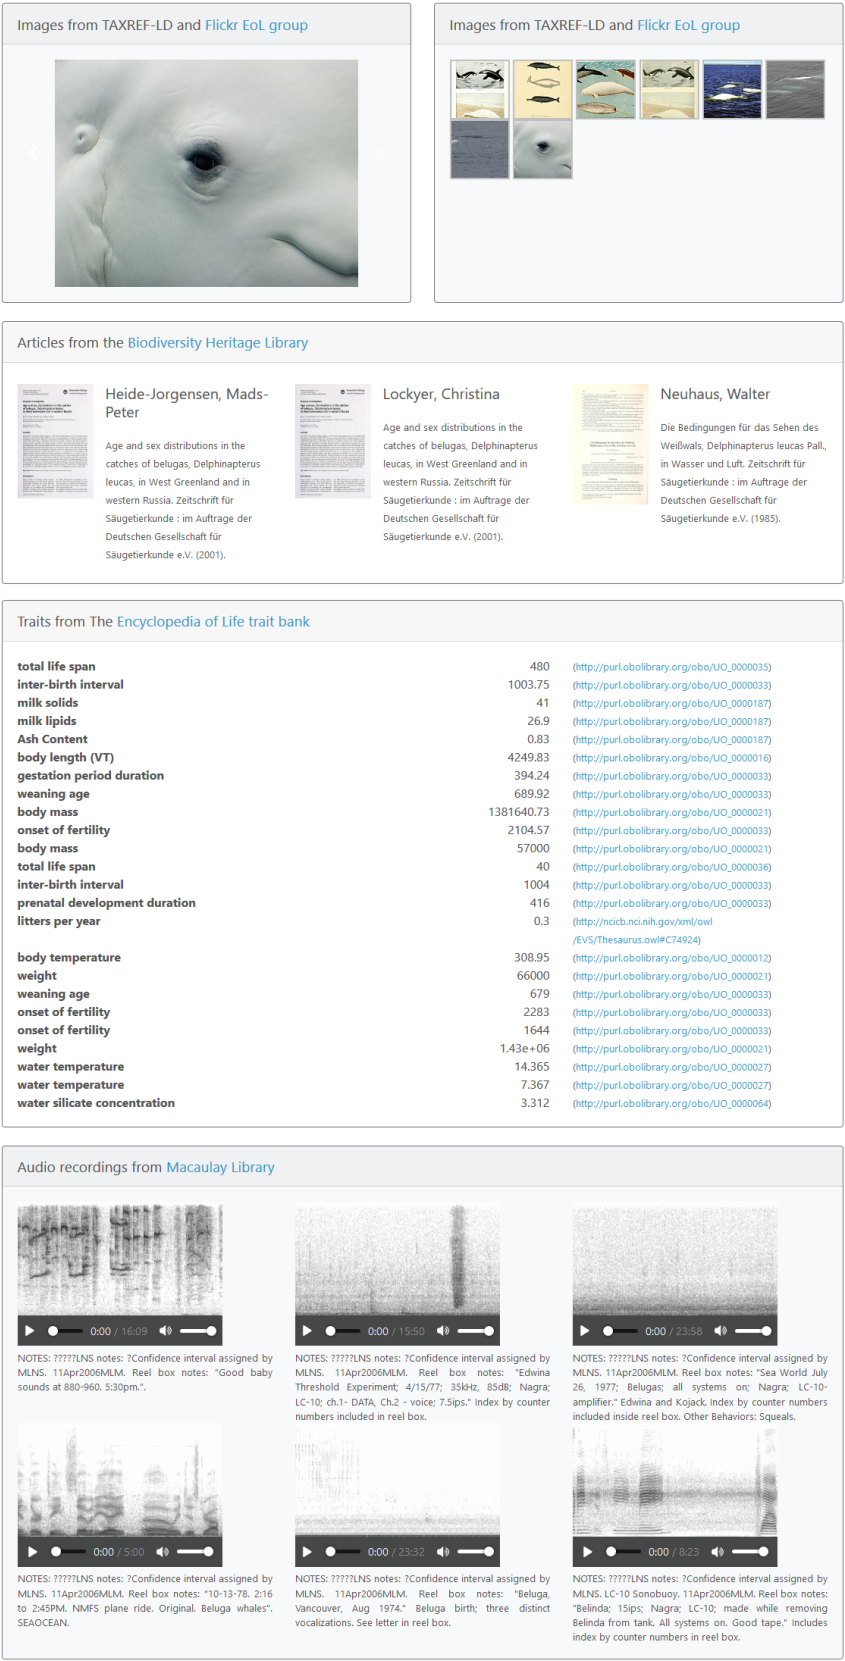 Images from TAXREF-LD and Flickr EoL group
Images from TAXREF-LD and Flickr EoL group
Articles from the Biodiversity Heritage Library
Heide-Jorgensen, Mads-
Peter
Age and sex distributions in the
catches of belugas, Delphinapterus
leucas, in West Greenland and in
western Russia. Zeitschrift für
Säugetierkunde : im Auftrage der
Deutschen Gesellschaft für
Säugetierkunde e.V. (2001).
Lockyer, Christina
Age and sex distributions in the
catches of belugas, Delphinapterus
leucas, in West Greenland and in
western Russia. Zeitschrift für
Säugetierkunde : im Auftrage der
Deutschen Gesellschaft für
Säugetierkunde e.V. (2001).
Neuhaus, Walter
Die Bedingungen für das Sehen des
Weißwals, Delphinapterus leucas Pall.,
in Wasser und Luft. Zeitschrift für
Säugetierkunde : im Auftrage der
Deutschen Gesellschaft für
Säugetierkunde e.V. (1985).
Traits from The Encyclopedia of Life trait bank
total life span 480 (http://purl.obolibrary.org/obo/UO_0000035)
inter-birth interval 1003.75 (http://purl.obolibrary.org/obo/UO_0000033)
milk solids 41 (http://purl.obolibrary.org/obo/UO_0000187)
milk lipids 26.9 (http://purl.obolibrary.org/obo/UO_0000187)
Ash Content 0.83 (http://purl.obolibrary.org/obo/UO_0000187)
body length (VT) 4249.83 (http://purl.obolibrary.org/obo/UO_0000016)
gestation period duration 394.24 (http://purl.obolibrary.org/obo/UO_0000033)
weaning age 689.92 (http://purl.obolibrary.org/obo/UO_0000033)
body mass 1381640.73 (http://purl.obolibrary.org/obo/UO_0000021)
onset of fertility 2104.57 (http://purl.obolibrary.org/obo/UO_0000033)
body mass 57000 (http://purl.obolibrary.org/obo/UO_0000021)
total life span 40 (http://purl.obolibrary.org/obo/UO_0000036)
inter-birth interval 1004 (http://purl.obolibrary.org/obo/UO_0000033)
prenatal development duration 416 (http://purl.obolibrary.org/obo/UO_0000033)
litters per year 0.3 (http://ncicb.nci.nih.gov/xml/owl
/EVS/Thesaurus.owl#C74924)
body temperature 308.95 (http://purl.obolibrary.org/obo/UO_0000012)
weight 66000 (http://purl.obolibrary.org/obo/UO_0000021)
weaning age 679 (http://purl.obolibrary.org/obo/UO_0000033)
onset of fertility 2283 (http://purl.obolibrary.org/obo/UO_0000033)
onset of fertility 1644 (http://purl.obolibrary.org/obo/UO_0000033)
weight 1.43e+06 (http://purl.obolibrary.org/obo/UO_0000021)
water temperature 14.365 (http://purl.obolibrary.org/obo/UO_0000027)
water temperature 7.367 (http://purl.obolibrary.org/obo/UO_0000027)
water silicate concentration 3.312 (http://purl.obolibrary.org/obo/UO_0000064)
Audio recordings from Macaulay Library
0:00 / 16:09
NOTES: ?????LNS notes: ?Confidence interval assigned by
MLNS. 11Apr2006MLM. Reel box notes: "Good baby
sounds at 880-960. 5:30pm.".
0:00 / 15:50
NOTES: ?????LNS notes: ?Confidence interval assigned by
MLNS. 11Apr2006MLM. Reel box notes: "Edwina
Threshold Experiment; 4/15/77; 35kHz, 85dB; Nagra;
LC-10; ch.1- DATA, Ch.2 - voice; 7.5ips." Index by counter
numbers included in reel box.
0:00 / 23:58
NOTES: ?????LNS notes: ?Confidence interval assigned by
MLNS. 11Apr2006MLM. Reel box notes: "Sea World July
26, 1977; Belugas; all systems on; Nagra; LC-10-
amplifier." Edwina and Kojack. Index by counter numbers
included inside reel box. Other Behaviors: Squeals.
0:00 / 5:00
NOTES: ?????LNS notes: ?Confidence interval assigned by
MLNS. 11Apr2006MLM. Reel box notes: "10-13-78. 2:16
to 2:45PM. NMFS plane ride. Original. Beluga whales".
SEAOCEAN.
0:00 / 23:32
NOTES: ?????LNS notes: ?Confidence interval assigned by
MLNS. 11Apr2006MLM. Reel box notes: "Beluga,
Vancouver, Aug 1974." Beluga birth; three distinct
vocalizations. See letter in reel box.
0:00 / 8:23
NOTES: ?????LNS notes: ?Confidence interval assigned by
MLNS. LC-10 Sonobuoy. 11Apr2006MLM. Reel box notes:
"Belinda; 15ips; Nagra; LC-10; made while removing
Belinda from tank. All systems on. Good tape." Includes
index by counter numbers in reel box.